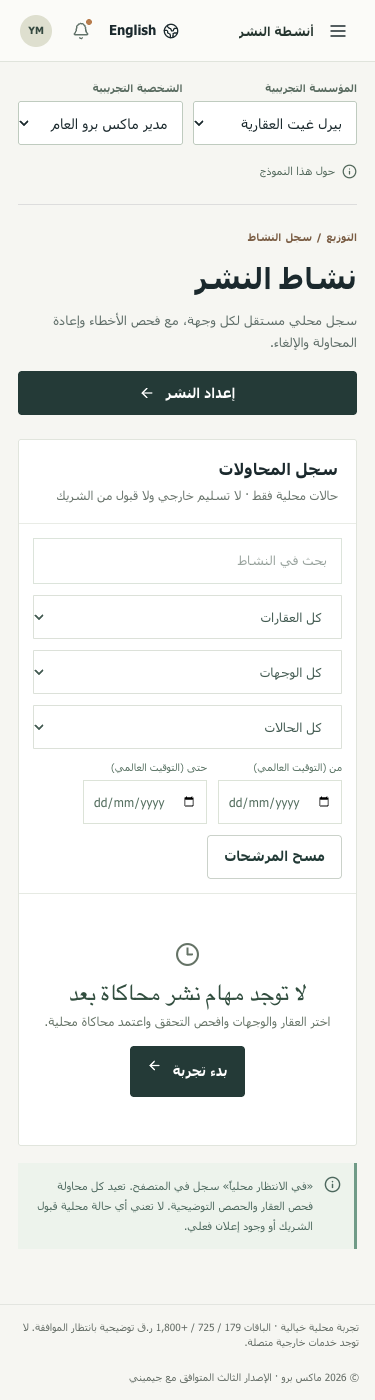 أنشطة النشر
English
YM
المؤسسة التجريبية
الشخصية التجريبية
بيرل غيت العقارية
مدير ماكس برو العام
حول هذا النموذج
التوزيع / سجل النشاط
نشاط النشر
سجل محلي مستقل لكل وجهة، مع فحص الأخطاء وإعادة
المحاولة والإلغاء.
إعداد النشر ←
سجل المحاولات
حالات محلية فقط · لا تسليم خارجي ولا قبول من الشريك
بحث في النشاط
كل العقارات
كل الوجهات
كل الحالات
من (التوقيت العالمي)
حتى (التوقيت العالمي)
dd/mm/yyyy
dd/mm/yyyy
مسح المرشحات
لا توجد مهام نشر محاكاة بعد
اختر العقار والوجهات وافحص التحقق واعتمد محاكاة محلية.
بدء تجربة ←
«في الانتظار محلياً» سجل في المتصفح. تعيد كل محاولة
فحص العقار والحصص التوضيحية. لا تعني أي حالة محلية قبول
الشريك أو وجود إعلان فعلي.
تجربة محلية خيالية · الباقات 179 / 725 / +1,800 ر.ق توضيحية بانتظار الموافقة. لا
توجد خدمات خارجية متصلة.
© 2026 ماكس برو · الإصدار الثالث المتوافق مع جيميني